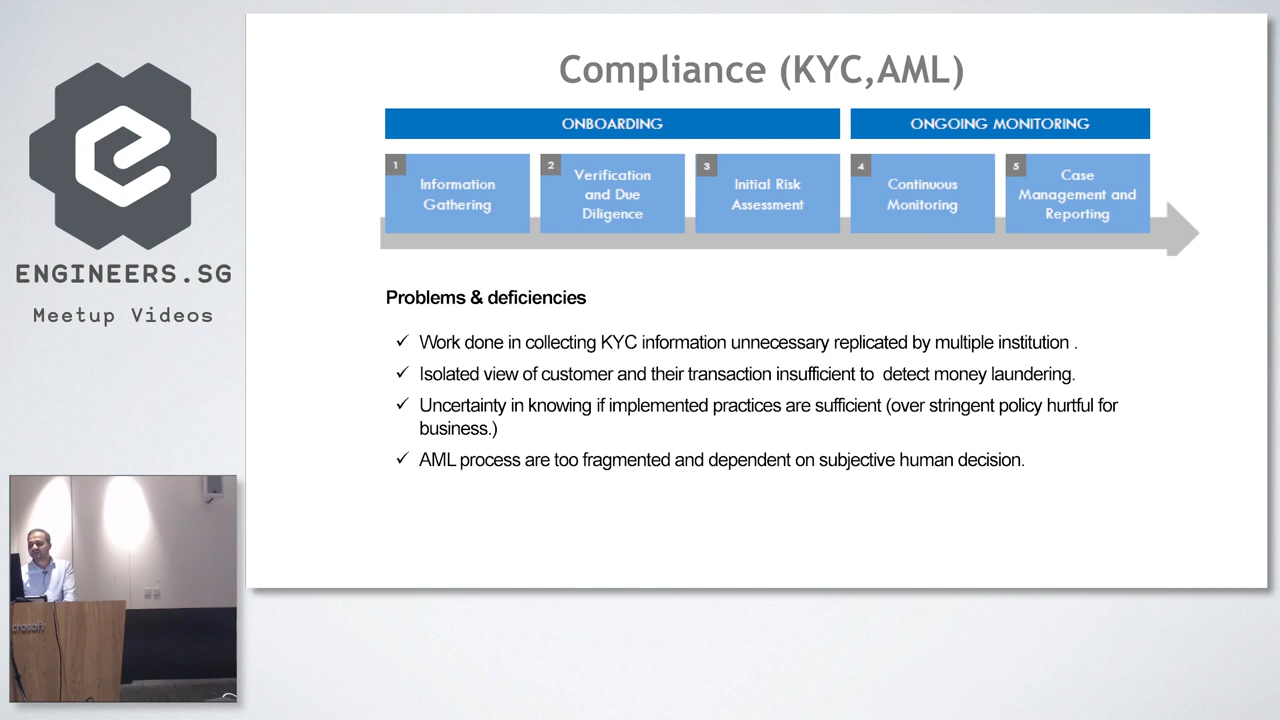 ENGINEERS.SG
Meetup Videos
Compliance (KYC,AML)
ONBOARDING
ONGOING MONITORING
1
Information
Gathering
2
Verification
and Due
Diligence
3
Initial Risk
Assessment
4
Continuous
Monitoring
5
Case
Management and
Reporting
Problems & deficiencies
✓ Work done in collecting KYC information unnecessary replicated by multiple institution .
✓ Isolated view of customer and their transaction insufficient to  detect money laundering.
✓ Uncertainty in knowing if implemented practices are sufficient (over stringent policy hurtful for
business.)
✓ AML process are too fragmented and dependent on subjective human decision.